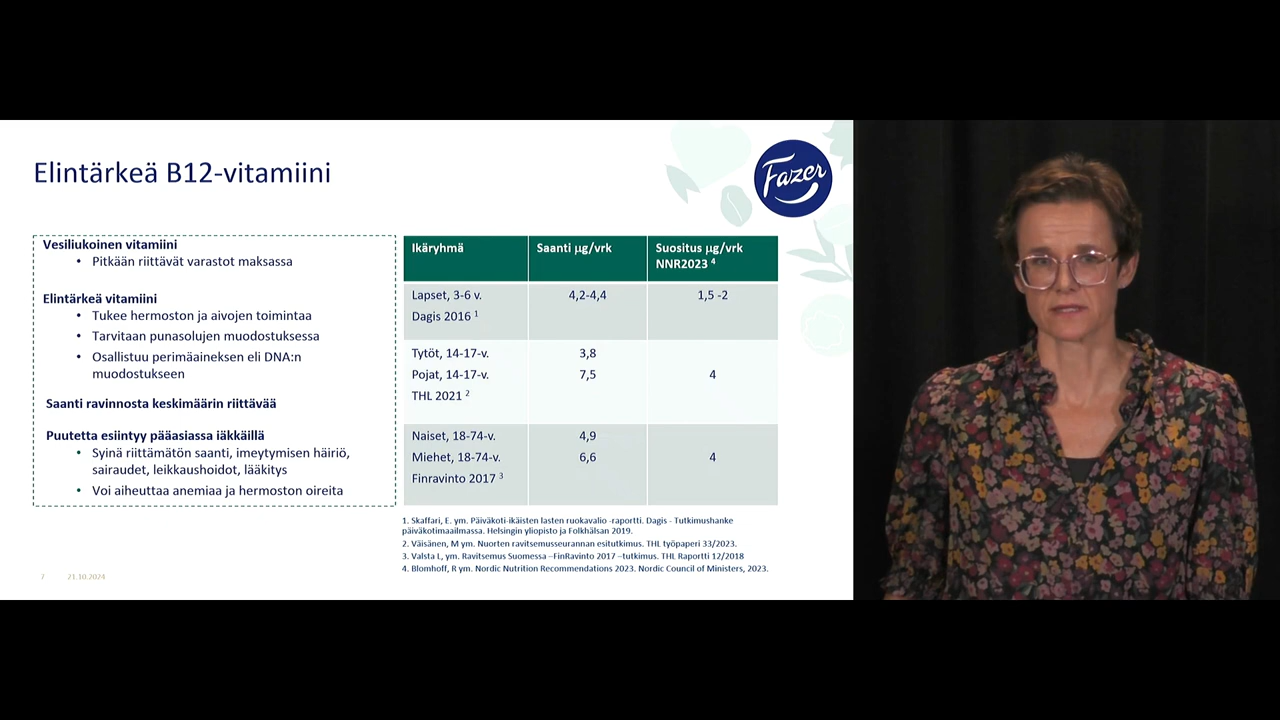 Elintärkeä B12-vitamiini
Fazer
Vesiliukoinen vitamiini
• Pitkään riittävät varastot maksassa
Elintärkeä vitamiini
• Tukee hermoston ja aivojen toimintaa
• Tarvitaan punasolujen muodostuksessa
• Osallistuu perimäaineksen eli DNA:n
muodostukseen
Saanti ravinnosta keskimäärin riittävää
Puutetta esiintyy pääasiassa iäkkäillä
• Syinä riittämätön saanti, imeytymisen häiriö,
sairaudet, leikkaushoidot, lääkitys
• Voi aiheuttaa anemiaa ja hermoston oireita
Ikäryhmä Saanti µg/vrk Suositus µg/vrk
NNR2023 4
Lapset, 3-6 v. 4,2-4,4 1,5 -2
Dagis 2016 1
Tytöt, 14-17-v. 3,8
Pojat, 14-17-v. 7,5 4
THL 2021 2
Naiset, 18-74-v. 4,9
Miehet, 18-74-v. 6,6 4
Finravinto 2017 3
1. Skaffari, E. ym. Päiväkoti-ikäisten lasten ruokavalio -raportti. Dagis - Tutkimushanke
päiväkotimaailmassa. Helsingin yliopisto ja Folkhälsan 2019.
2. Väisänen, M ym. Nuorten ravitsemusseurannan esitutkimus. THL työpaperi 33/2023.
3. Valsta L, ym. Ravitsemus Suomessa –FinRavinto 2017 –tutkimus. THL Raportti 12/2018
4. Blomhoff, R ym. Nordic Nutrition Recommendations 2023. Nordic Council of Ministers, 2023.
7 21.10.2024